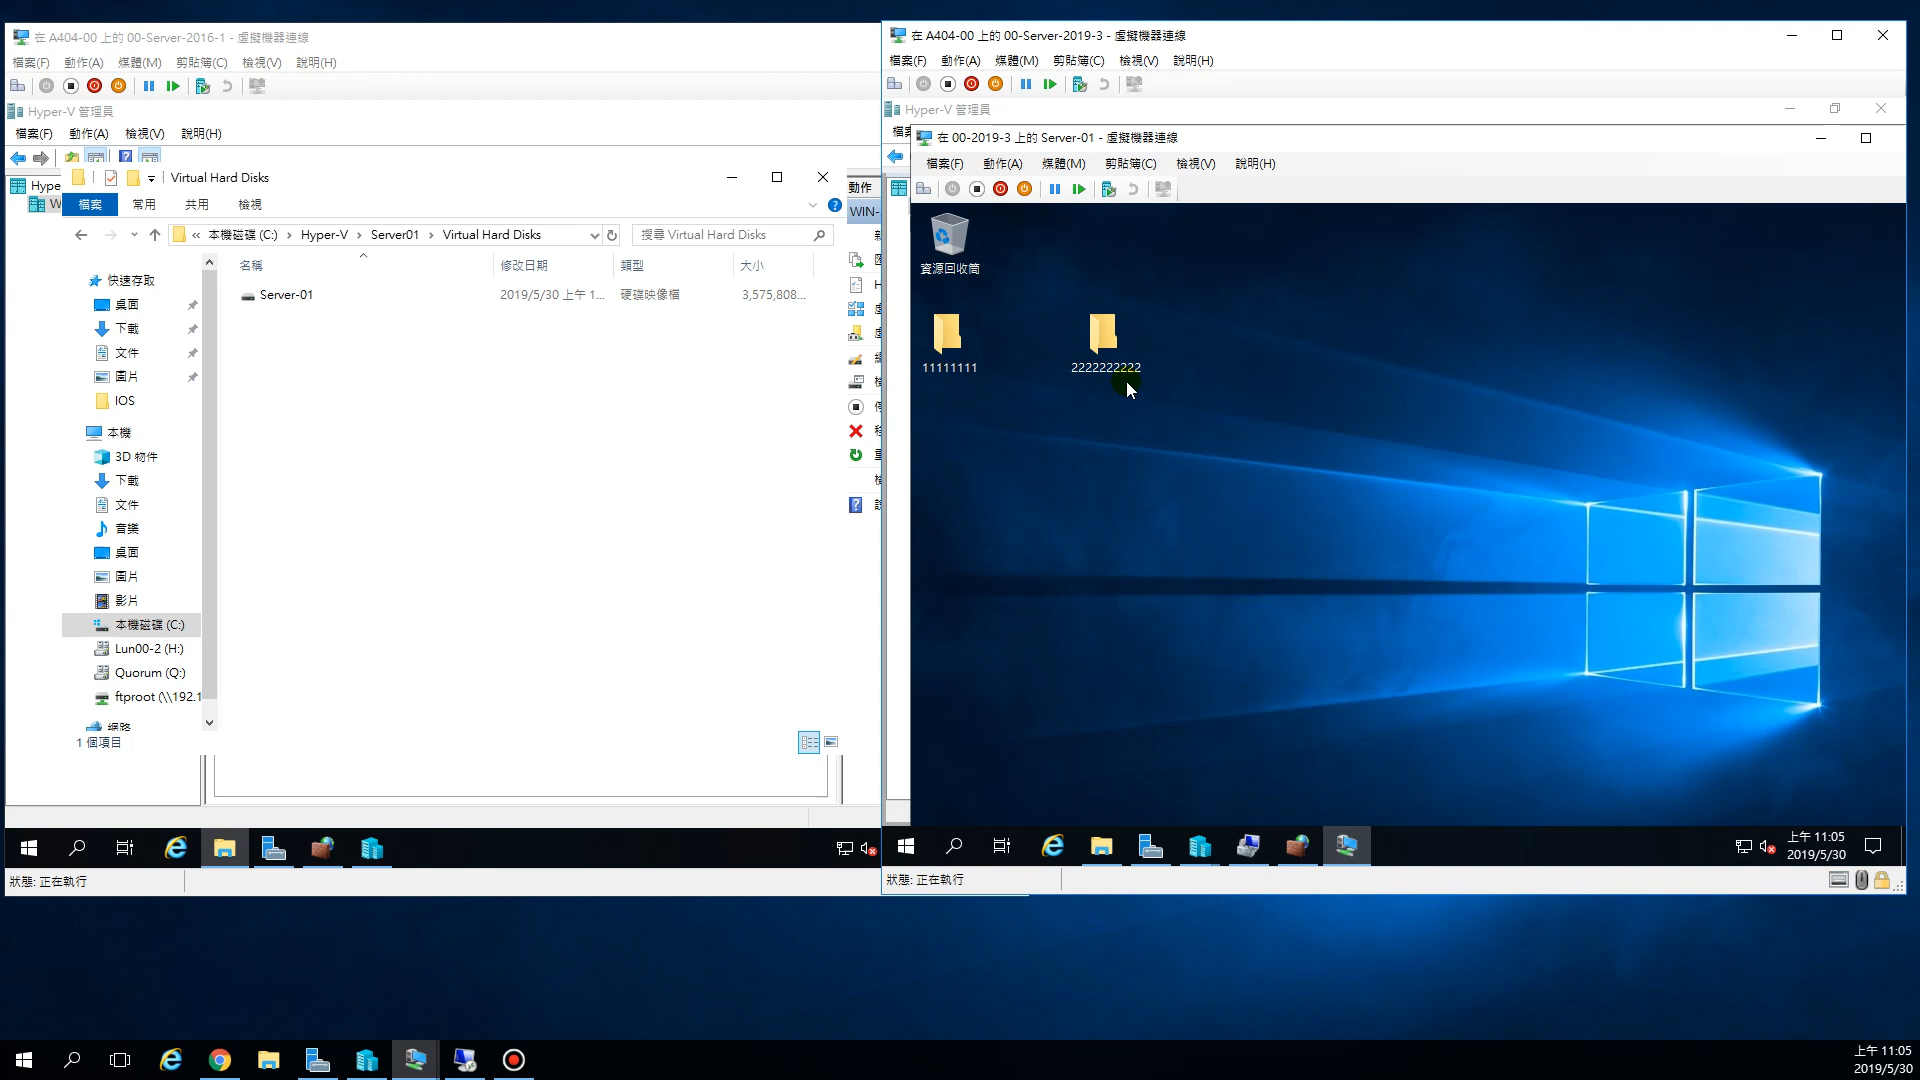 在 A404-00 上的 00-Server-2016-1 - 虛擬機器連線
檔案(F) 動作(A) 媒體(M) 剪貼簿(C) 檢視(V) 說明(H)
Hyper-V 管理員
檔案(F) 動作(A) 檢視(V) 說明(H)
Hype
Virtual Hard Disks
動作
檔案 常用 共用 檢視
WIN-
« 本機磁碟 (C:) › Hyper-V › Server01 › Virtual Hard Disks
搜尋 Virtual Hard Disks
名稱 修改日期 類型 大小
Server-01 2019/5/30 上午 1... 硬碟映像檔 3,575,808...
快速存取
桌面
下載
文件
圖片
IOS
本機
3D 物件
下載
文件
音樂
桌面
圖片
影片
本機磁碟 (C:)
Lun00-2 (H:)
Quorum (Q:)
ftproot (\\192.1
網路
1 個項目
狀態: 正在執行
在 A404-00 上的 00-Server-2019-3 - 虛擬機器連線
檔案(F) 動作(A) 媒體(M) 剪貼簿(C) 檢視(V) 說明(H)
Hyper-V 管理員
在 00-2019-3 上的 Server-01 - 虛擬機器連線
檔案(F) 動作(A) 媒體(M) 剪貼簿(C) 檢視(V) 說明(H)
資源回收筒
11111111
2222222222
上午 11:05
2019/5/30
狀態: 正在執行
上午 11:05
2019/5/30